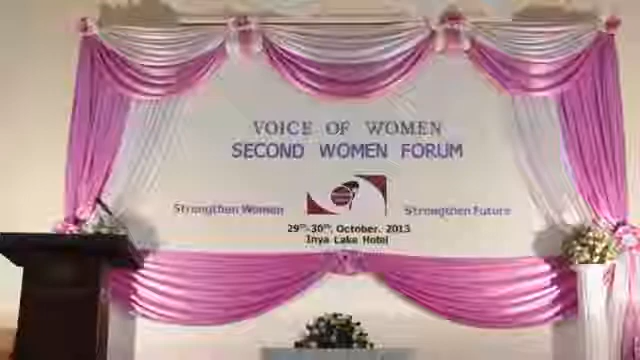 VOICE OF WOMEN
SECOND WOMEN FORUM
Strengthen Women
Strengthen Future
29TH-30th, October, 2013
Inya Lake Hotel